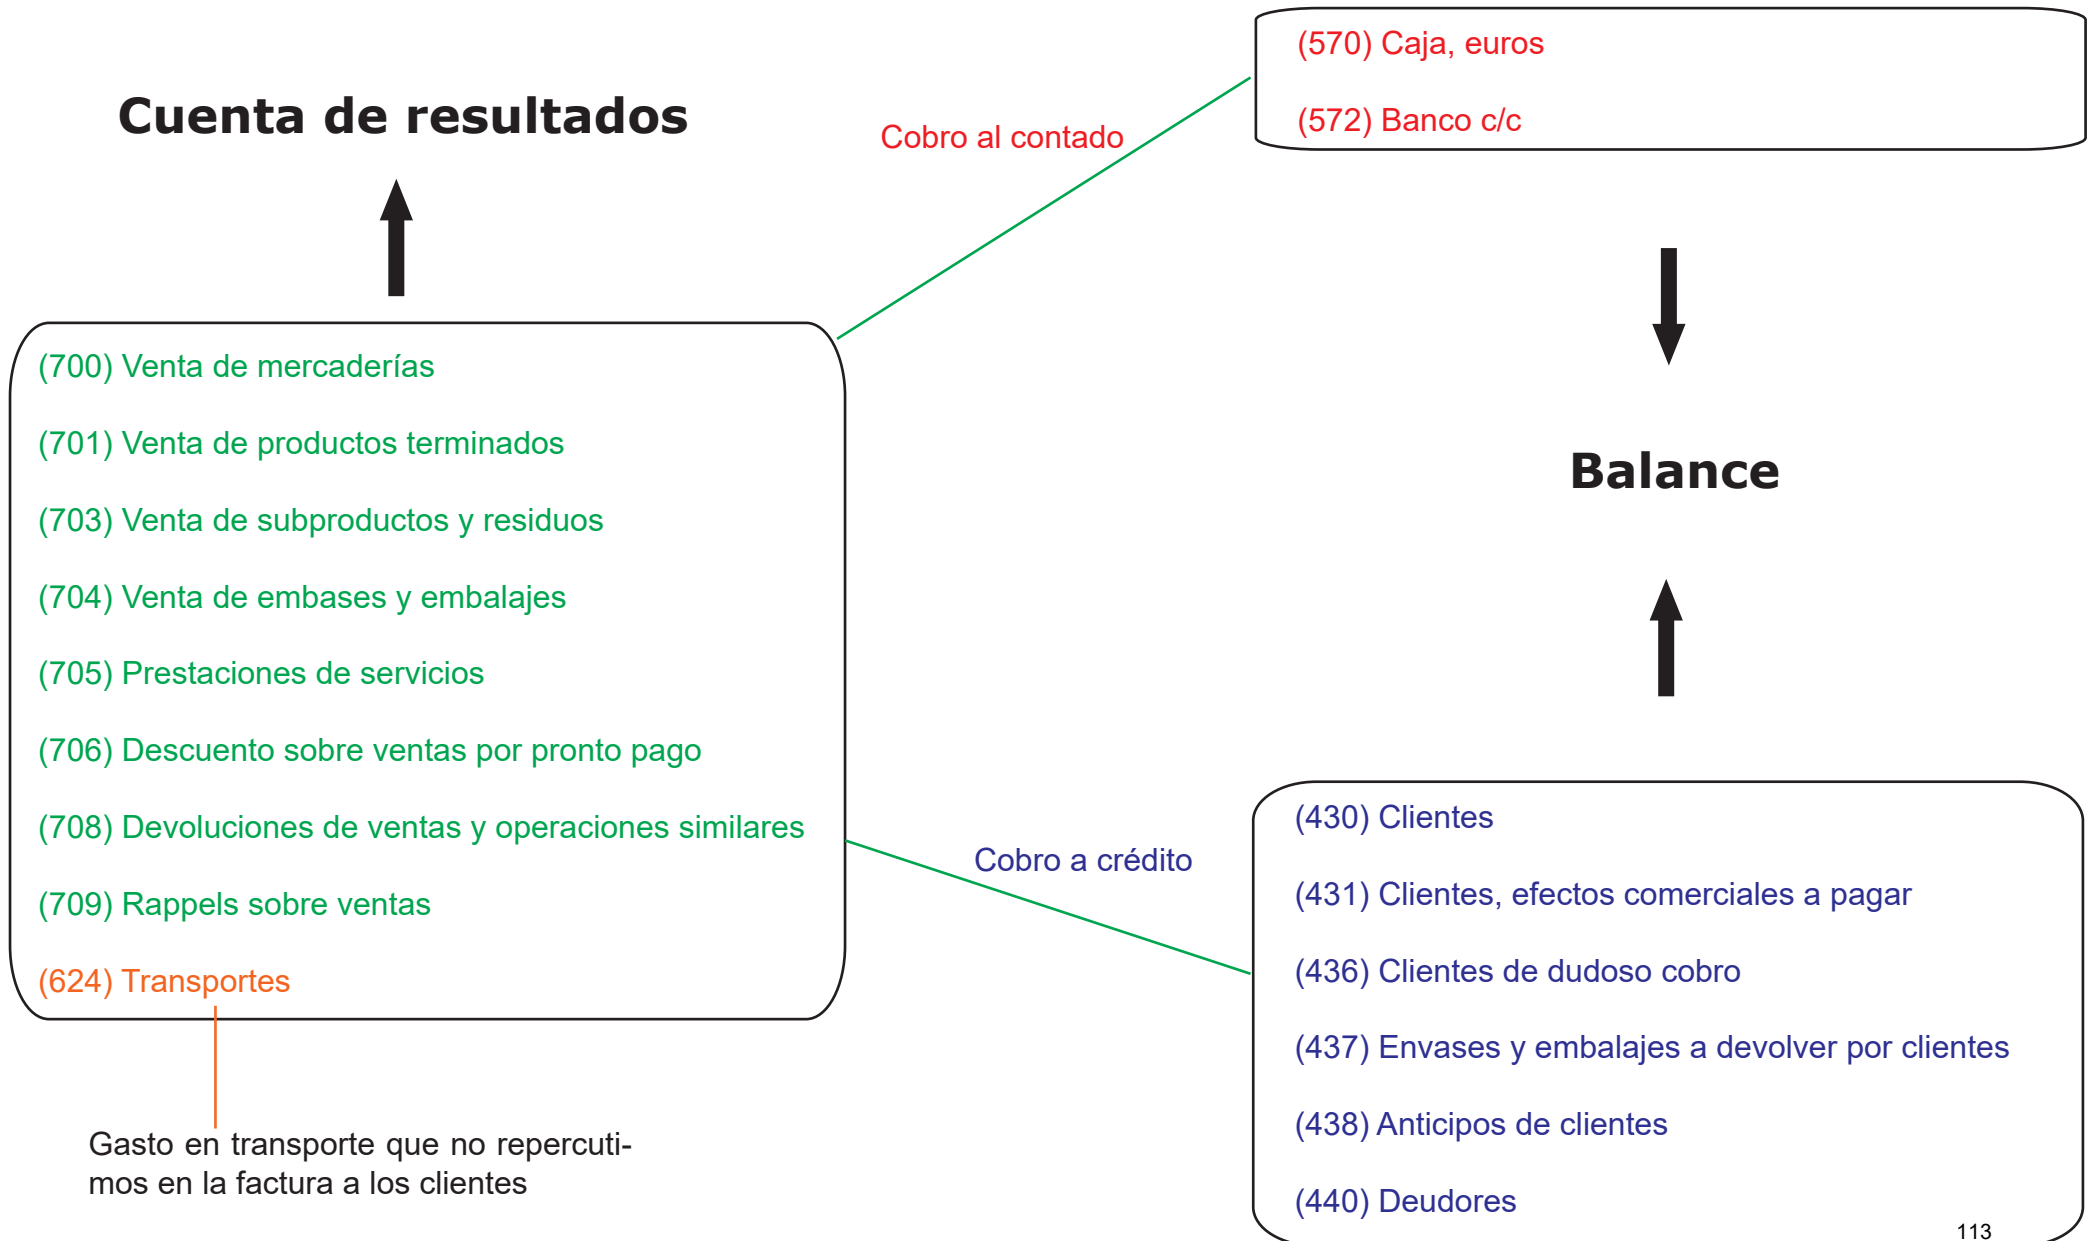 Cuenta de resultados
(700) Venta de mercaderías
(701) Venta de productos terminados
(703) Venta de subproductos y residuos
(704) Venta de embases y embalajes
(705) Prestaciones de servicios
(706) Descuento sobre ventas por pronto pago
(708) Devoluciones de ventas y operaciones similares
(709) Rappels sobre ventas
(624) Transportes
Gasto en transporte que no repercuti-
mos en la factura a los clientes
Cobro al contado
(570) Caja, euros
(572) Banco c/c
Balance
Cobro a crédito
(430) Clientes
(431) Clientes, efectos comerciales a pagar
(436) Clientes de dudoso cobro
(437) Envases y embalajes a devolver por clientes
(438) Anticipos de clientes
(440) Deudores
113